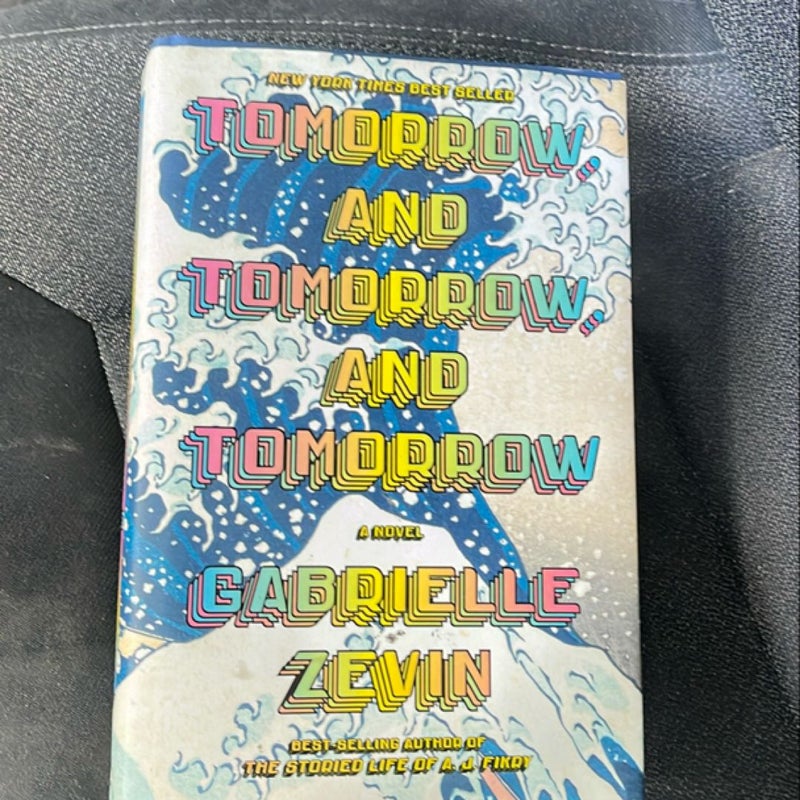 NEW YORK TIMES BEST SELLER
TOMORROW,
AND
TOMORROW,
AND
TOMORROW
A NOVEL
GABRIELLE
ZEVIN
BEST-SELLING AUTHOR OF
THE STORIED LIFE OF A. J. FIKRY